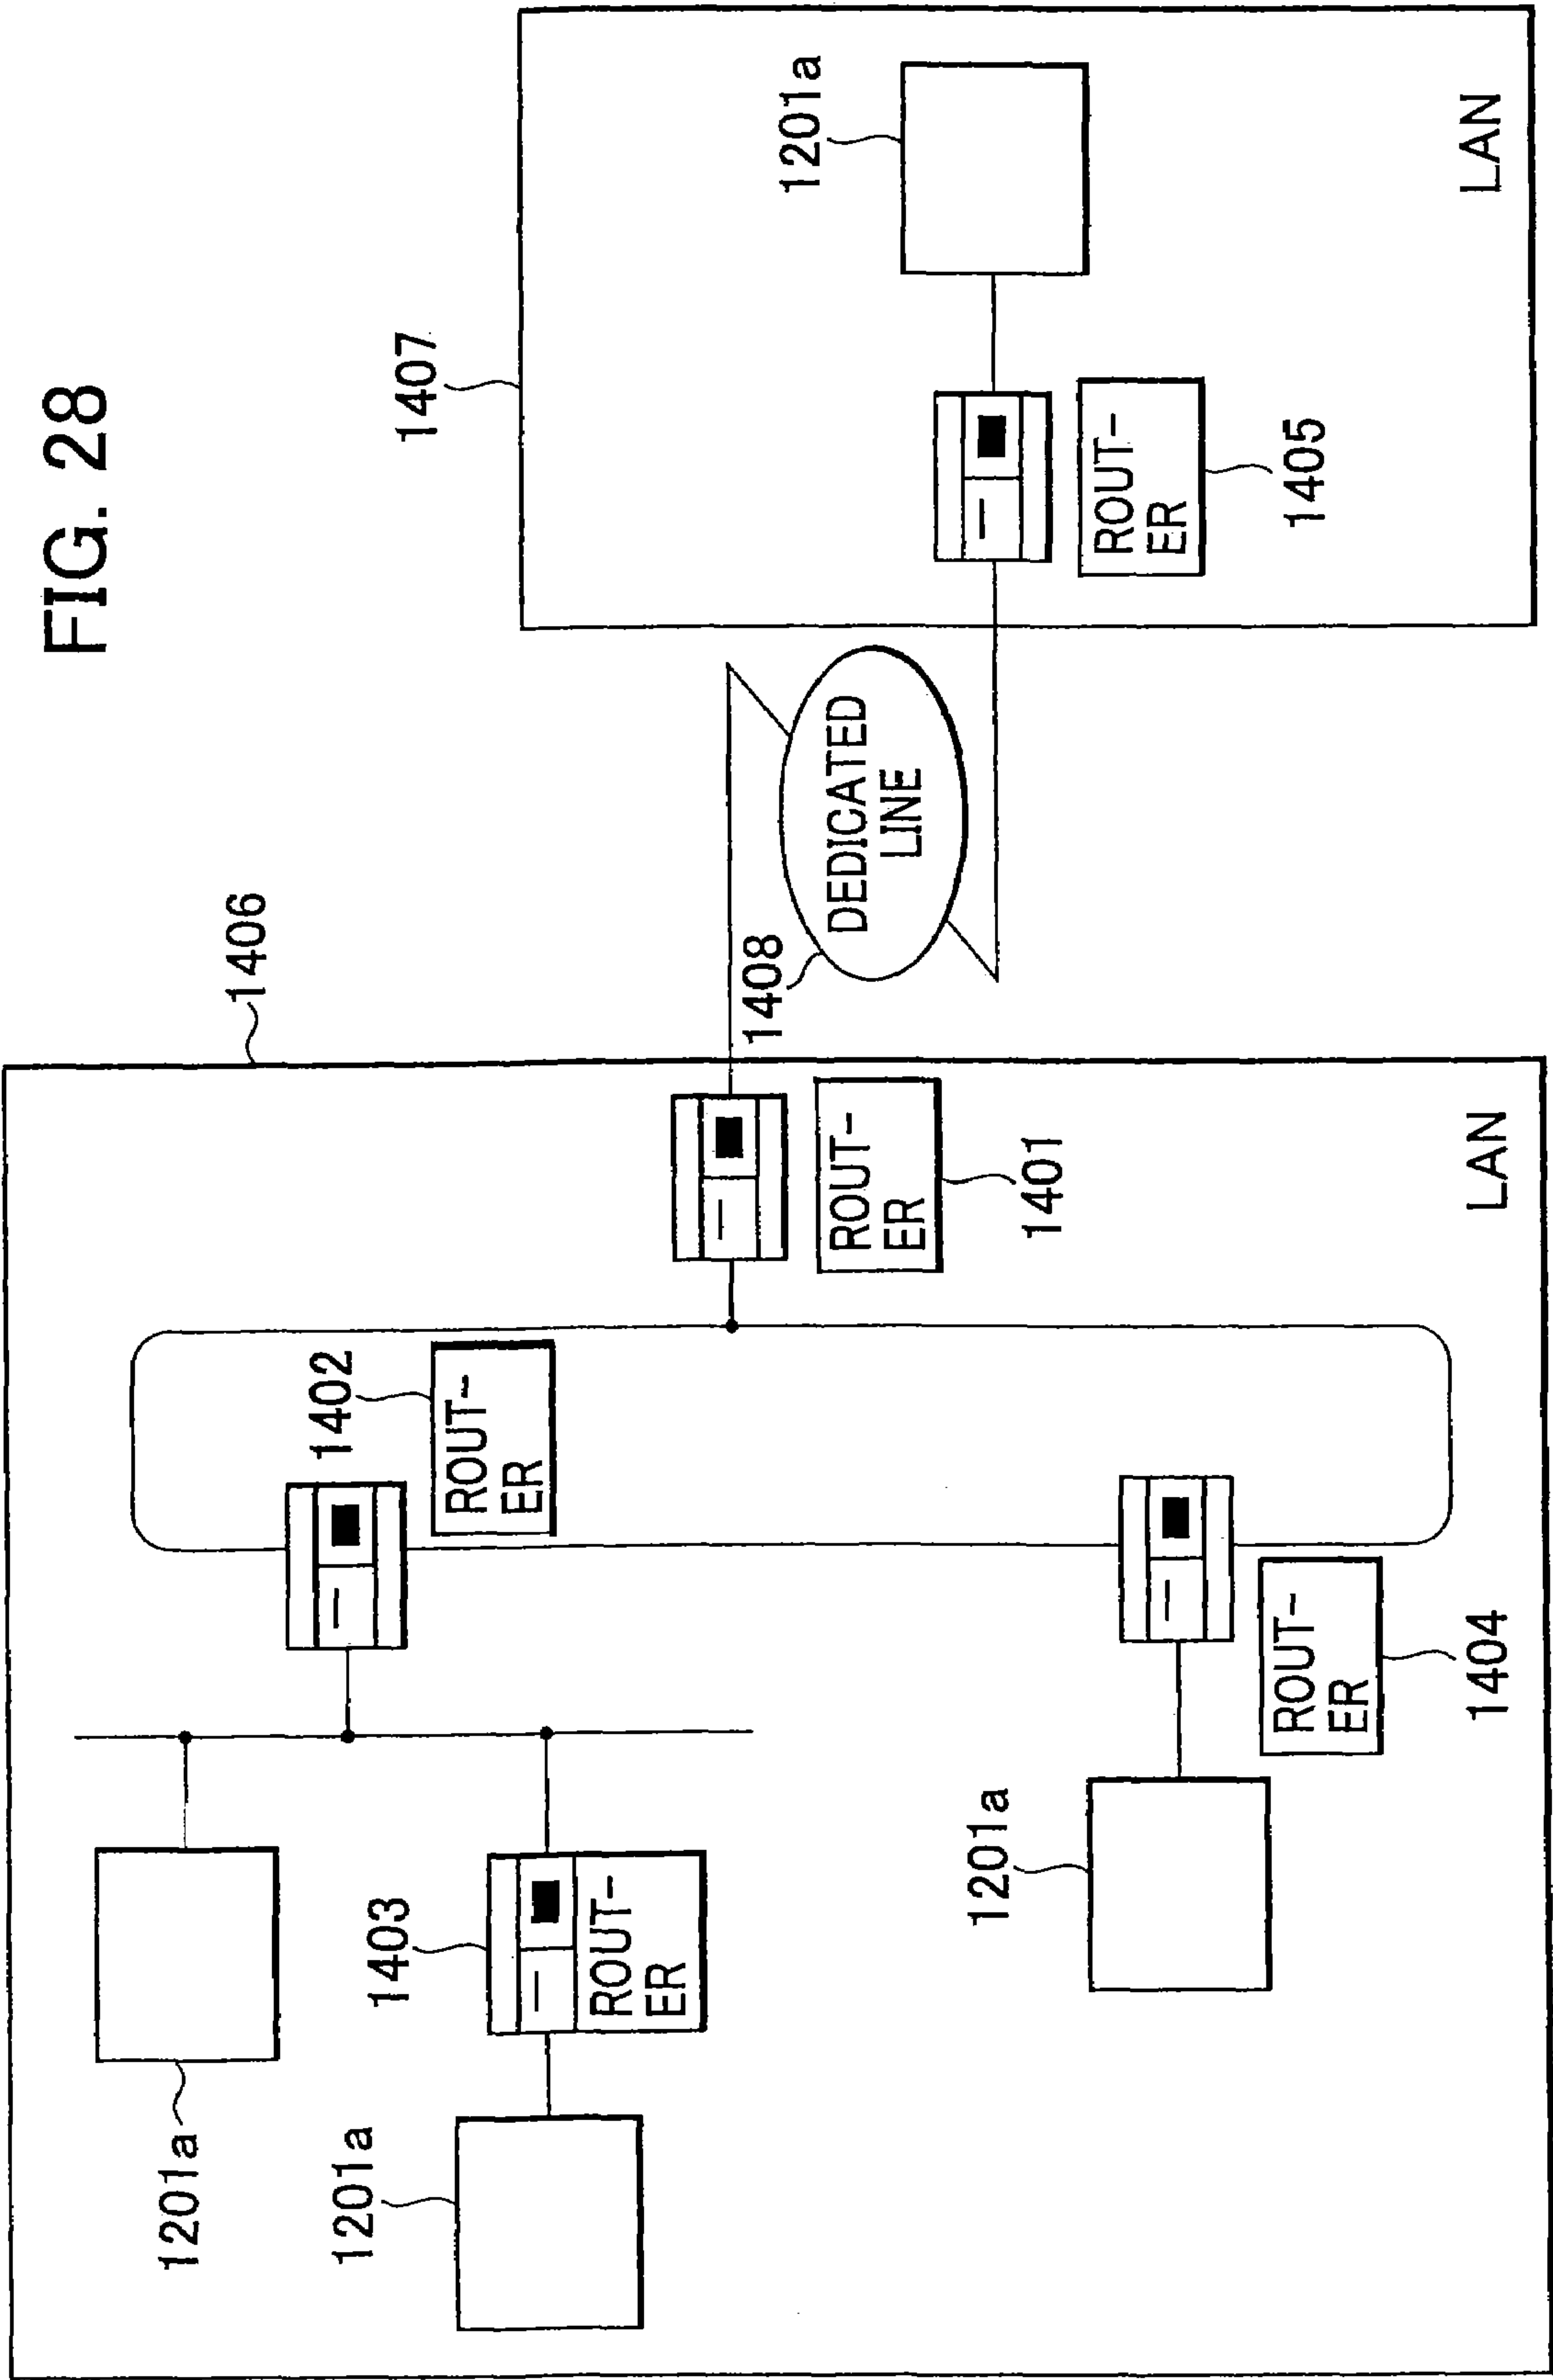 FIG. 28
1406
1407
1201a
1201a
1403
ROUT-
ER
1402
ROUT-
ER
1408
DEDICATED
LINE
1201a
ROUT-
ER
1405
ROUT-
ER
1401
1201a
ROUT-
ER
1404
LAN
LAN